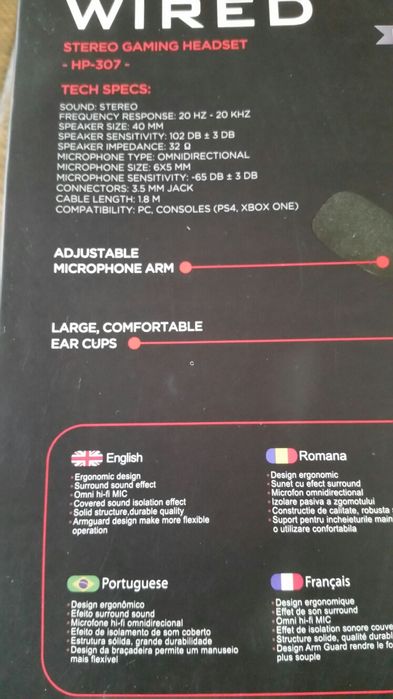 WIRED
STEREO GAMING HEADSET
- HP-307 -
TECH SPECS:
SOUND: STEREO
FREQUENCY RESPONSE: 20 HZ - 20 KHZ
SPEAKER SIZE: 40 MM
SPEAKER SENSITIVITY: 102 DB ± 3 DB
SPEAKER IMPEDANCE: 32 Ω
MICROPHONE TYPE: OMNIDIRECTIONAL
MICROPHONE SIZE: 6X5 MM
MICROPHONE SENSITIVITY: -65 DB ± 3 DB
CONNECTORS: 3.5 MM JACK
CABLE LENGTH: 1.8 M
COMPATIBILITY: PC, CONSOLES (PS4, XBOX ONE)
ADJUSTABLE
MICROPHONE ARM
LARGE, COMFORTABLE
EAR CUPS
English
Ergonomic design
Surround sound effect
Omni hi-fi MIC
Covered sound isolation effect
Solid structure,durable quality
Armguard design make more flexible
operation
Romana
Design ergonomic
Sunet cu efect surround
Microfon omnidirectional
Izolare pasiva a zgomotului
Constructie de calitate, robusta
Suport pentru incheieturile
o utilizare confortabila
Portuguese
Design ergonômico
Efeito surround sound
Microfone hi-fi omnidirecional
Efeito de isolamento de som coberto
Estrutura sólida, grande durabilidade
Design da braçadeira permite um manuseio
mais flexível
Français
Design ergonomique
Effet de son surround
Omni hi-fi MIC
Effet de isolation sonore
Structure solide, qualité
Design Arm Guard rendre le
plus souple